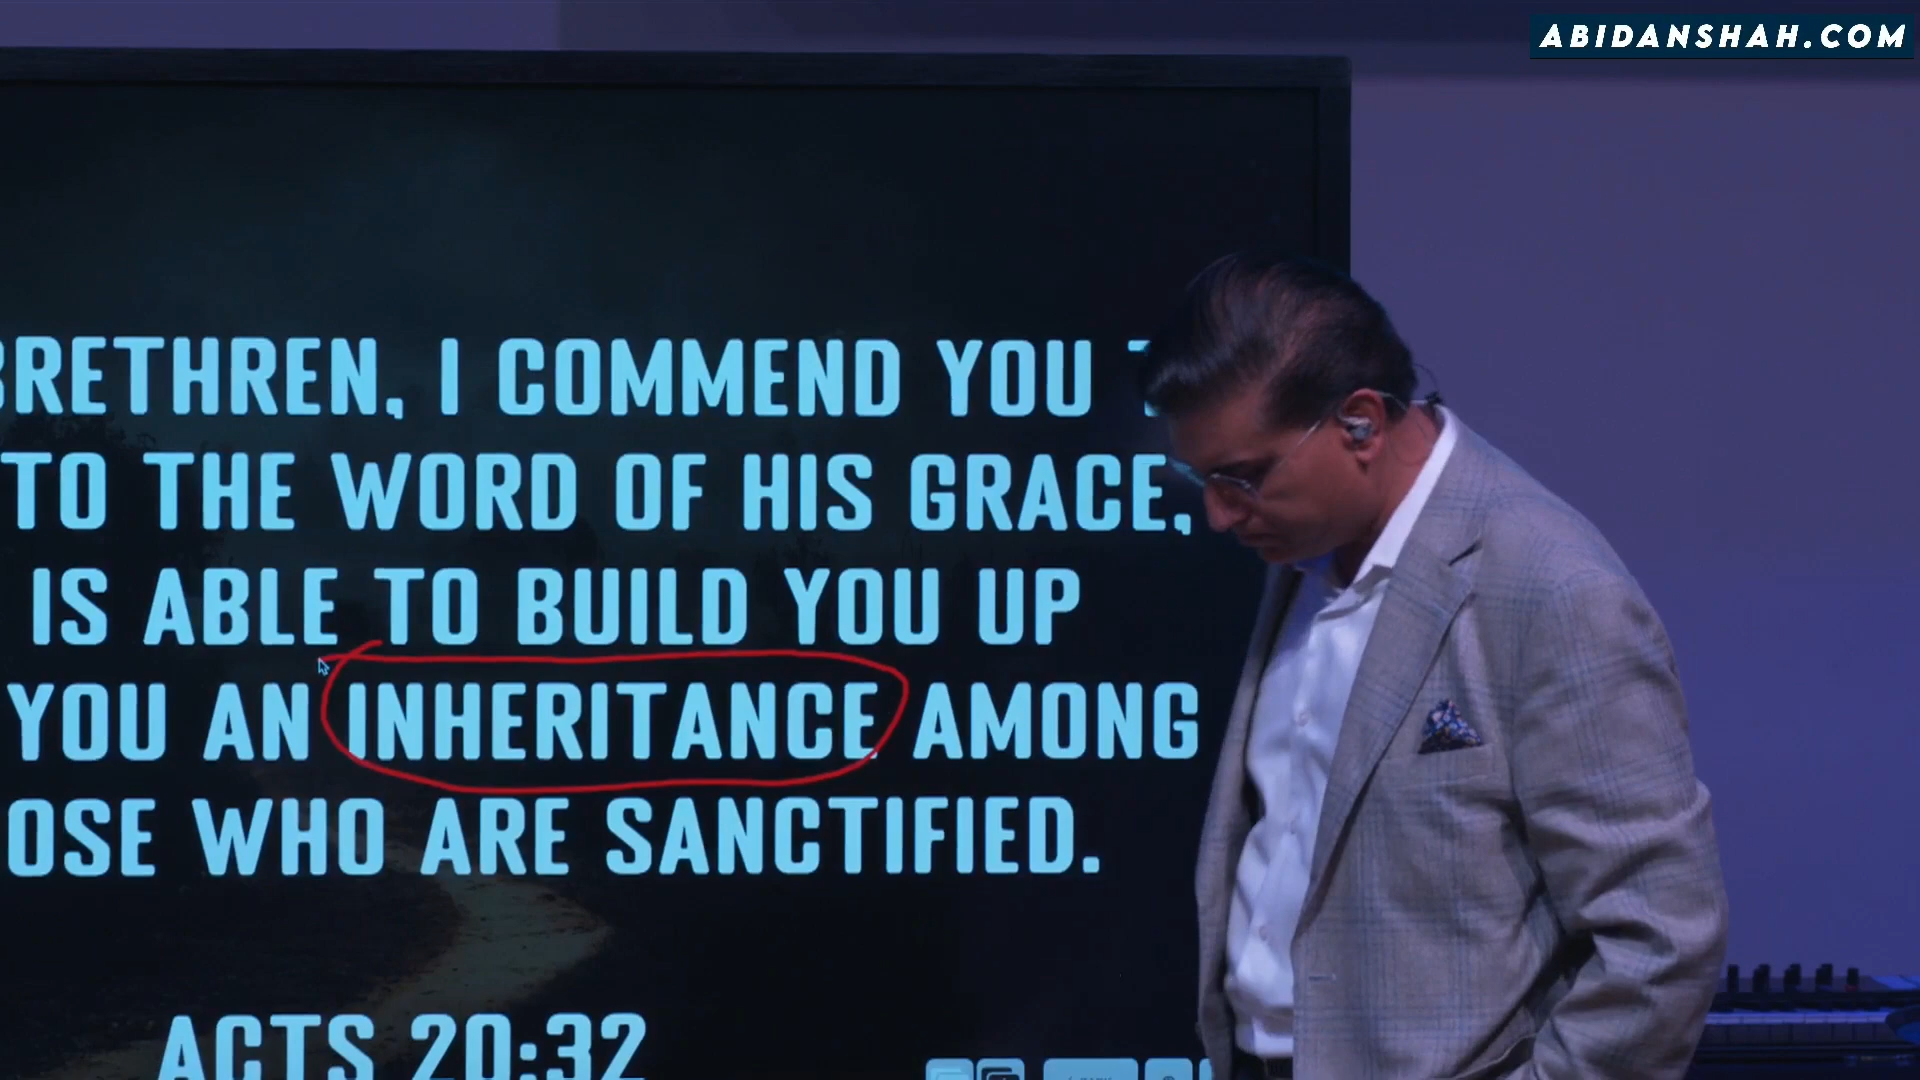 ABIDANSHAH.COM
BRETHREN, I COMMEND YOU T
TO THE WORD OF HIS GRACE,
IS ABLE TO BUILD YOU UP
YOU AN INHERITANCE AMONG
OSE WHO ARE SANCTIFIED.
ACTS 20:32